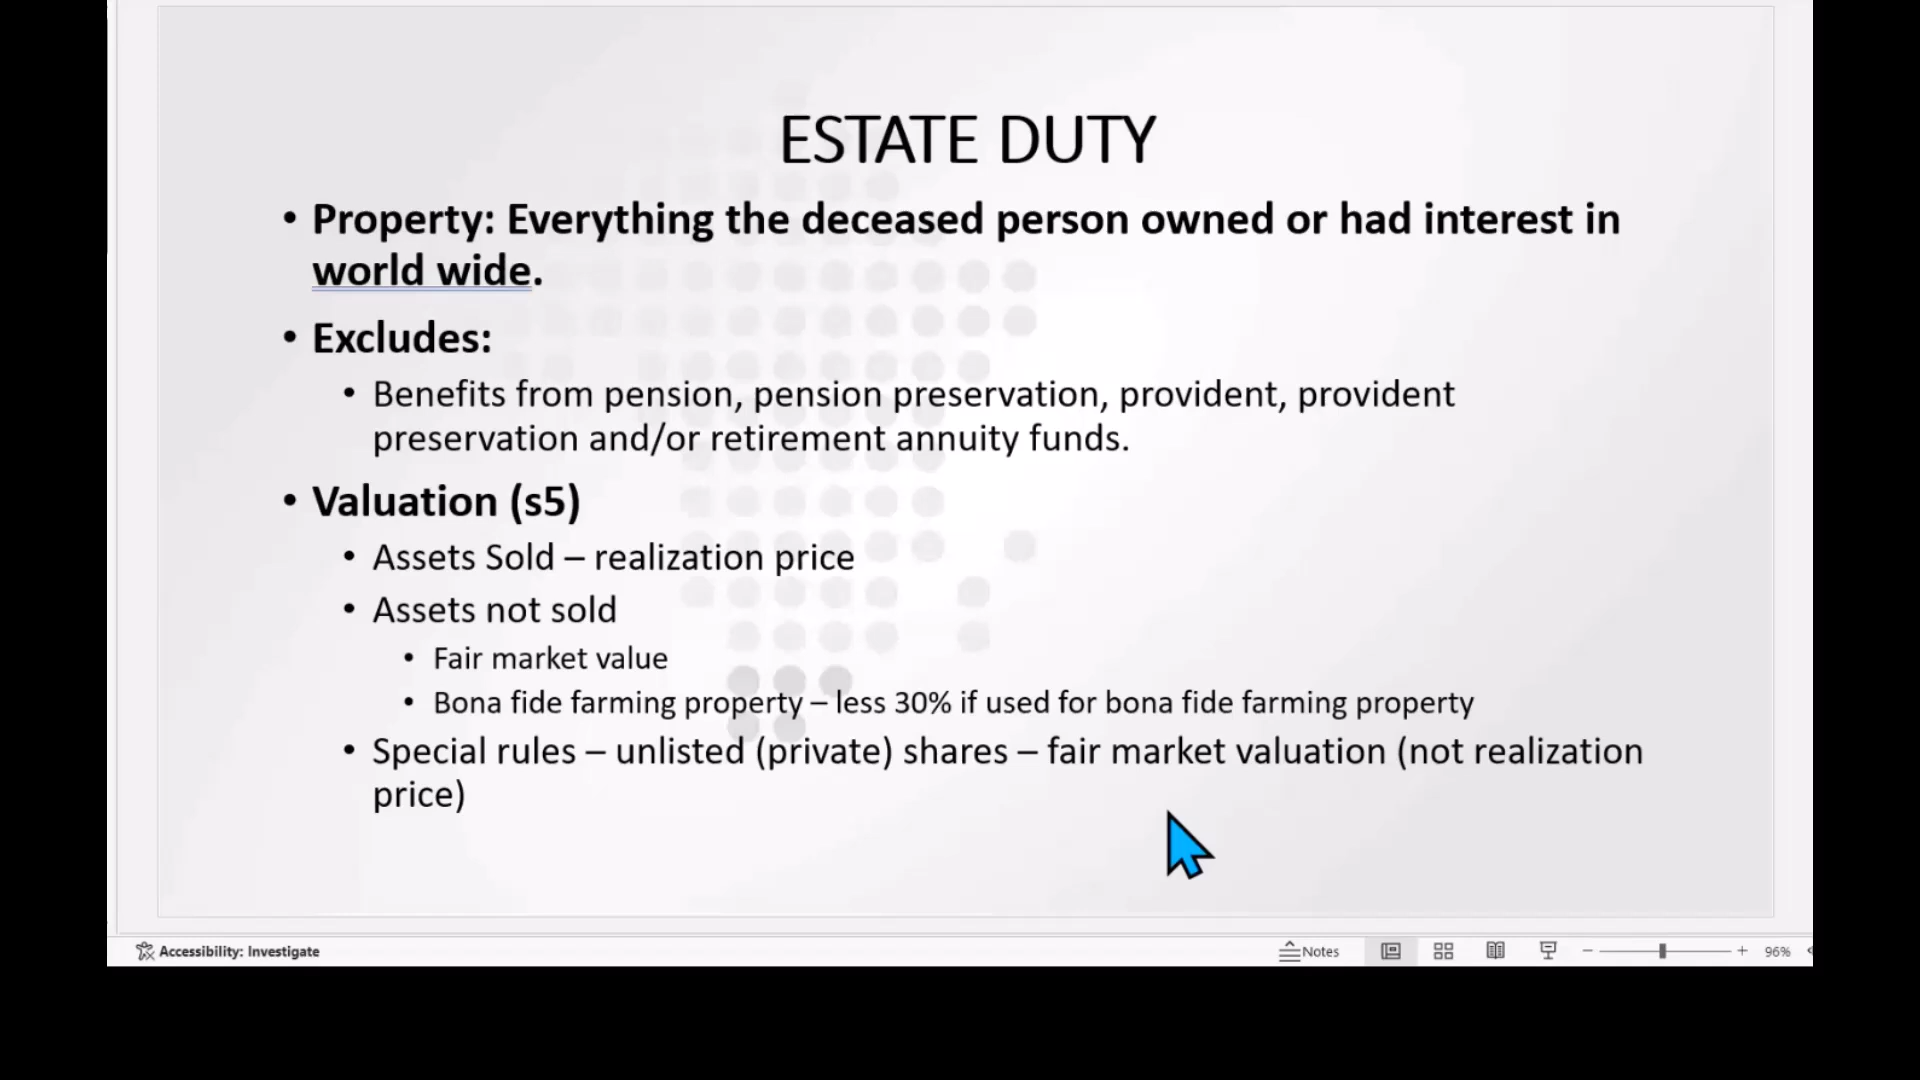 ESTATE DUTY
• Property: Everything the deceased person owned or had interest in
world wide.
• Excludes:
• Benefits from pension, pension preservation, provident, provident
preservation and/or retirement annuity funds.
• Valuation (s5)
• Assets Sold – realization price
• Assets not sold
• Fair market value
• Bona fide farming property – less 30% if used for bona fide farming property
• Special rules – unlisted (private) shares – fair market valuation (not realization
price)
Accessibility: Investigate
Notes
96%